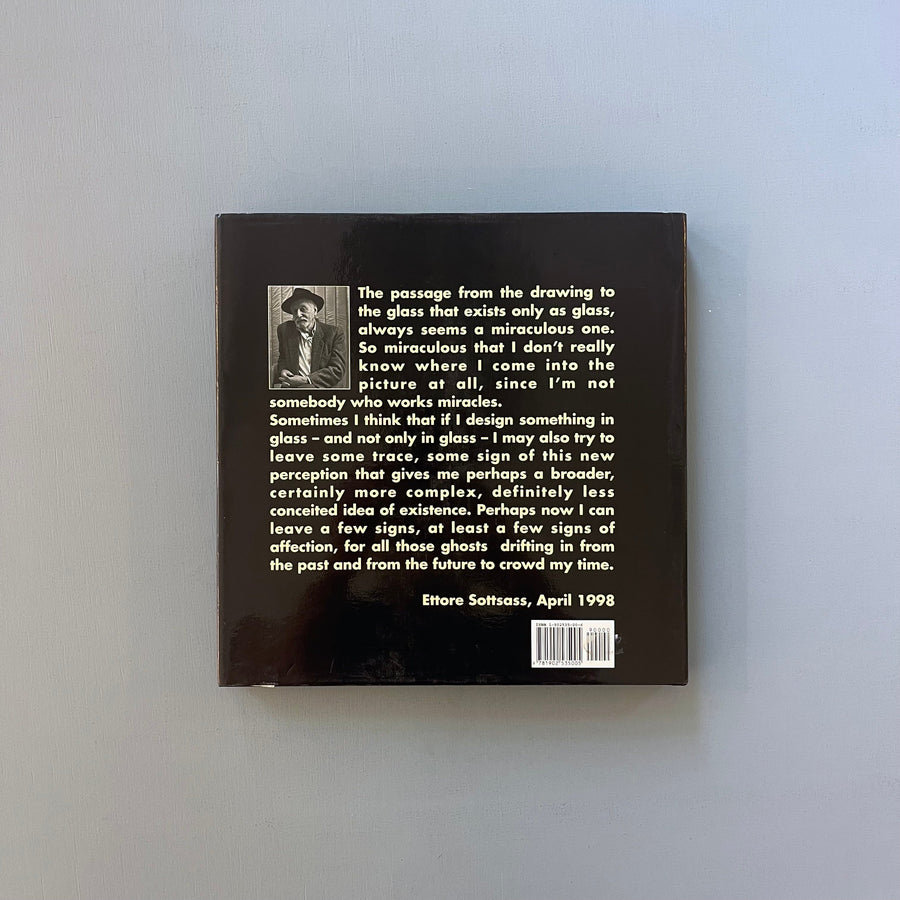 The passage from the drawing to
the glass that exists only as glass,
always seems a miraculous one.
So miraculous that I don't really
know where I come into the
picture at all, since I'm not
somebody who works miracles.
Sometimes I think that if I design something in
glass – and not only in glass – I may also try to
leave some trace, some sign of this new
perception that gives me perhaps a broader,
certainly more complex, definitely less
conceited idea of existence. Perhaps now I can
leave a few signs, at least a few signs of
affection, for all those ghosts drifting in from
the past and from the future to crowd my time.
Ettore Sottsass, April 1998
90000
9 781902 535005